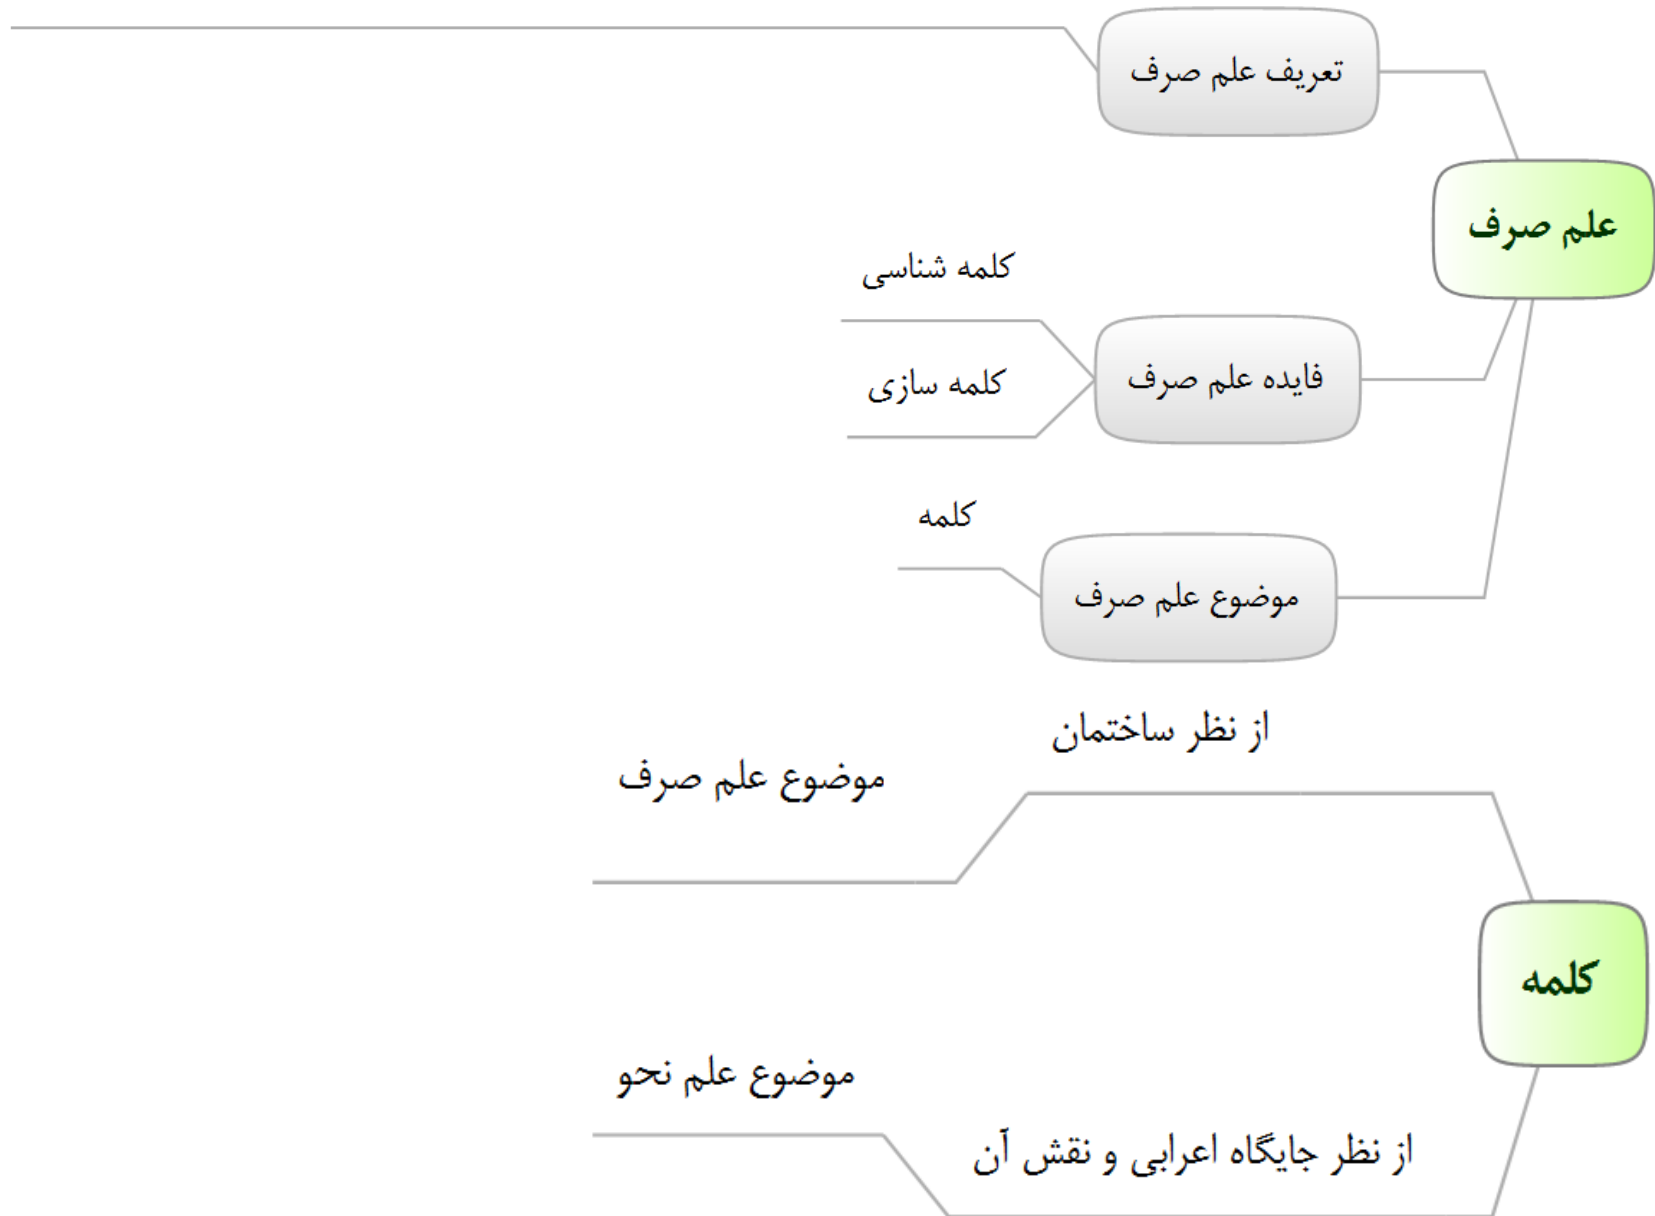 علم صرف
تعریف علم صرف
فایده علم صرف
کلمه شناسی
کلمه سازی
موضوع علم صرف
کلمه
کلمه
از نظر ساختمان
موضوع علم صرف
از نظر جایگاه اعرابی و نقش آن
موضوع علم نحو